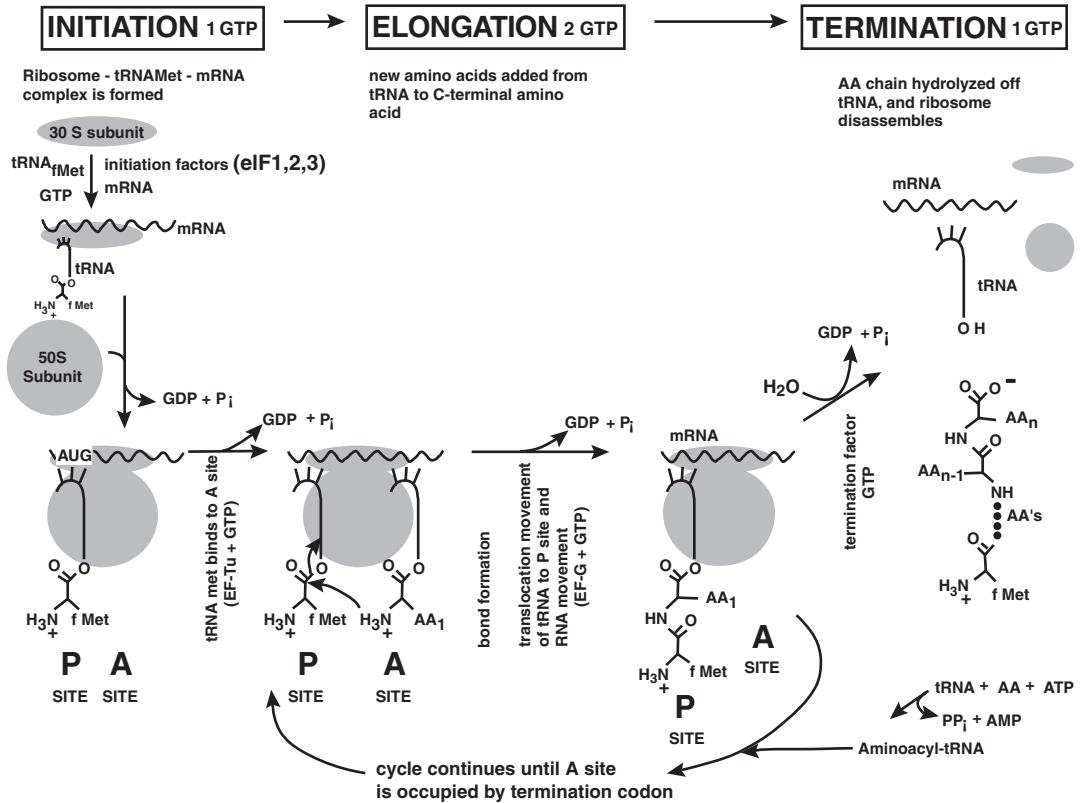 INITIATION 1 GTP
ELONGATION 2 GTP
TERMINATION 1 GTP
Ribosome - tRNAMet - mRNA
complex is formed
new amino acids added from
tRNA to C-terminal amino
acid
AA chain hydrolyzed off
tRNA, and ribosome
disassembles
30 S subunit
tRNAfMet
initiation factors (eIF1,2,3)
GTP
mRNA
mRNA
tRNA
O
O
H3N
+
f Met
50S
Subunit
GDP + Pi
AUG
O
O
H3N
+
f Met
P
SITE
A
SITE
GDP + Pi
tRNA met binds to A site
(EF-Tu + GTP)
O
O
H3N
+
f Met
O
O
H3N
+
AA1
P
SITE
A
SITE
GDP + Pi
bond formation
translocation movement
of tRNA to P site and
RNA movement
(EF-G + GTP)
mRNA
O
O
AA1
HN
O
H3N
+
f Met
P
SITE
A
SITE
H2O
GDP + Pi
termination factor
GTP
mRNA
tRNA
O H
O
O –
AAn
HN
O
AAn-1
NH
AA's
O
H3N
+
f Met
tRNA + AA + ATP
PPi + AMP
Aminoacyl-tRNA
cycle continues until A site
is occupied by termination codon